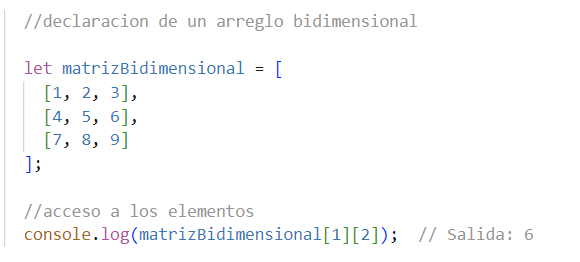 //declaracion de un arreglo bidimensional
let matrizBidimensional = [
  [1, 2, 3],
  [4, 5, 6],
  [7, 8, 9]
];
//acceso a los elementos
console.log(matrizBidimensional[1][2]);  // Salida: 6